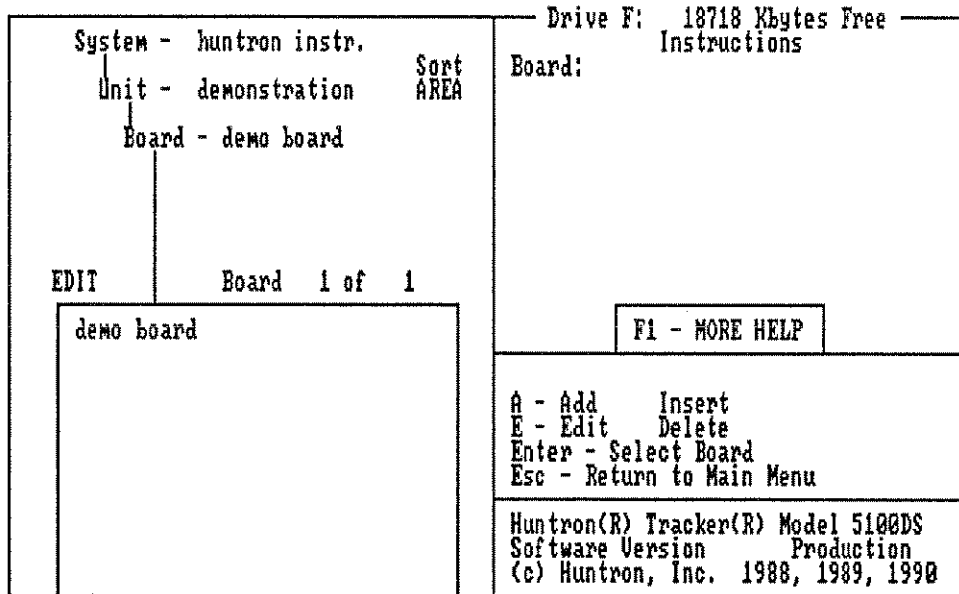 System - huntron instr.
Sort
Unit - demonstration AREA
Board - demo board
EDIT Board 1 of 1
demo board
Drive F: 18718 Kbytes Free
Instructions
Board:
F1 - MORE HELP
A - Add Insert
E - Edit Delete
Enter - Select Board
Esc - Return to Main Menu
Huntron(R) Tracker(R) Model 5100DS
Software Version Production
(c) Huntron, Inc. 1988, 1989, 1990